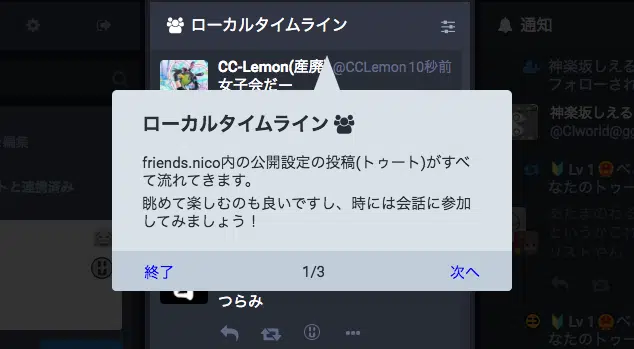 ローカルタイムライン
通知
CC-Lemon(産廃 @CCLemon 10秒前
女子会だー
神楽坂しえる
フォローされ
ローカルタイムライン
friends.nico内の公開設定の投稿(トゥート)がすべ
て流れてきます。
眺めて楽しむのも良いですし、時には会話に参加
してみましょう！
終了
1/3
次へ
編集
トと連携済み
神楽坂しえる
@Clworld@go
Lv 1
べ
なたのトゥー
Lv 1
べ
なたのトゥー
つらみ